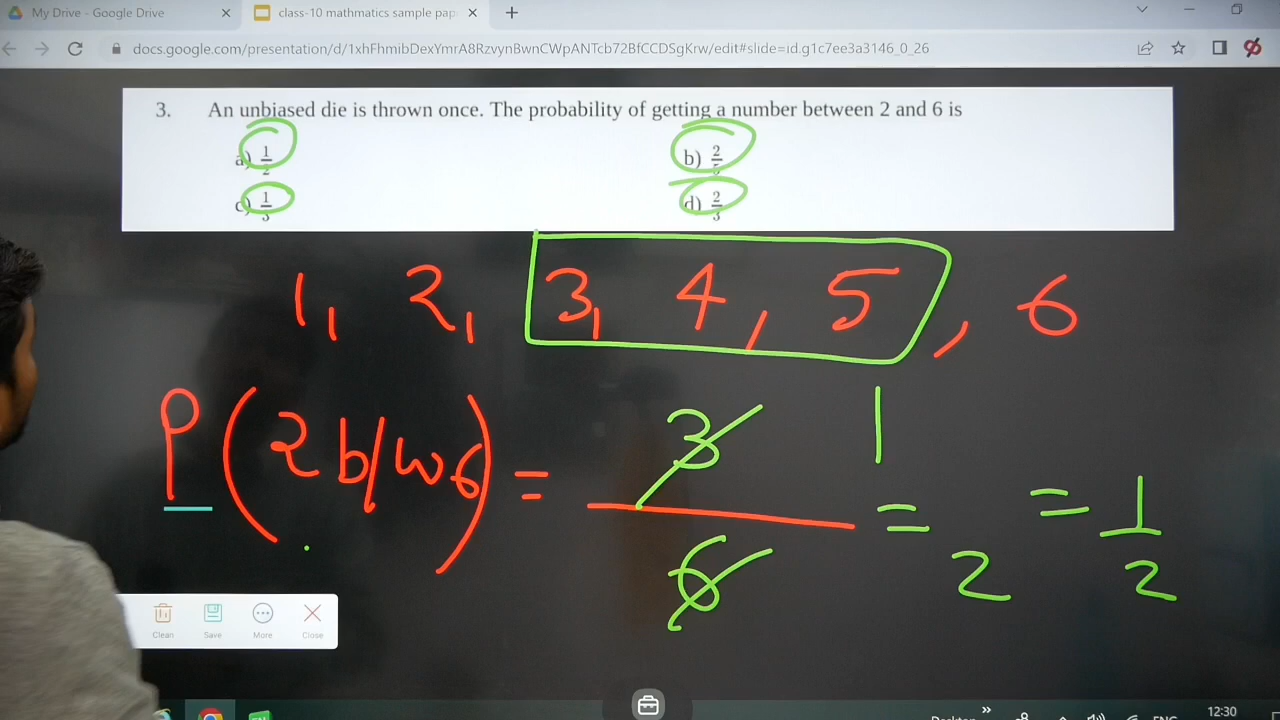 My Drive - Google Drive × class-10 mathmatics sample pap × +
docs.google.com/presentation/d/1xhFhmibDexYmrA8RzvynBwnCWpANTcb72BfCCDSgKrw/edit#slide=id.g1c7ee3a3146_0_26
3. An unbiased die is thrown once. The probability of getting a number between 2 and 6 is
a) 1/2 b) 2/5
c) 1/3 d) 2/3
1, 2, 3, 4, 5, 6
P(2 b/w 6) = 3/6 = 1/2 = 1/2
Clean Save More Close
12:30